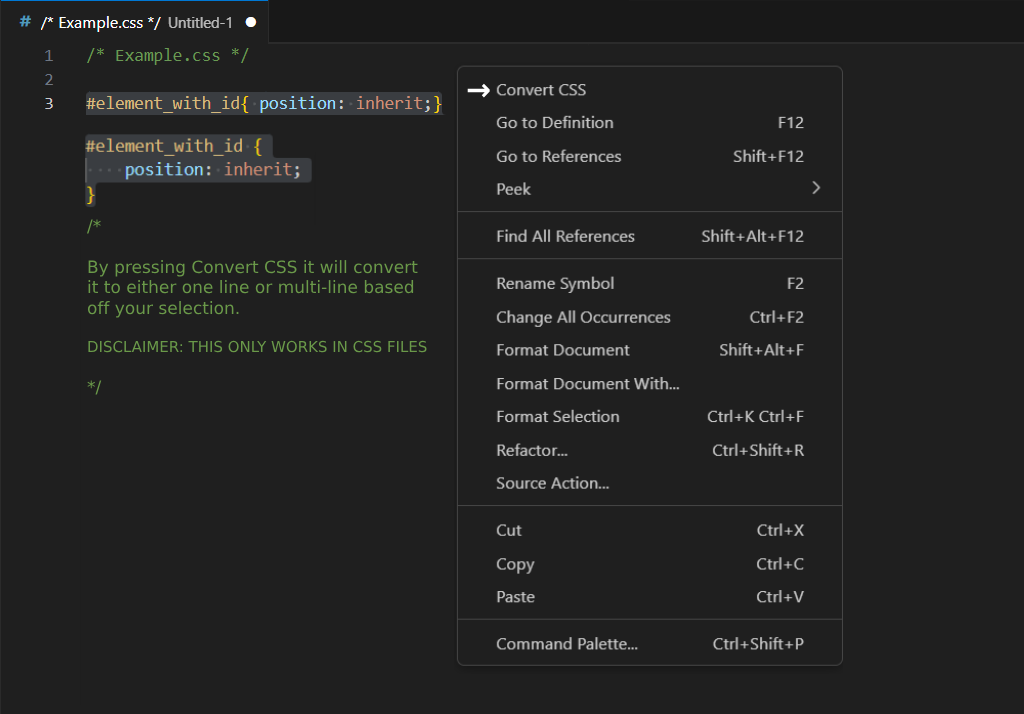 # /* Example.css */ Untitled-1
1 /* Example.css */
2
3 #element_with_id{ position: inherit;}
#element_with_id {
position: inherit;
}
/*
By pressing Convert CSS it will convert
it to either one line or multi-line based
off your selection.
DISCLAIMER: THIS ONLY WORKS IN CSS FILES
*/
Convert CSS
Go to Definition F12
Go to References Shift+F12
Peek
Find All References Shift+Alt+F12
Rename Symbol F2
Change All Occurrences Ctrl+F2
Format Document Shift+Alt+F
Format Document With...
Format Selection Ctrl+K Ctrl+F
Refactor... Ctrl+Shift+R
Source Action...
Cut Ctrl+X
Copy Ctrl+C
Paste Ctrl+V
Command Palette... Ctrl+Shift+P